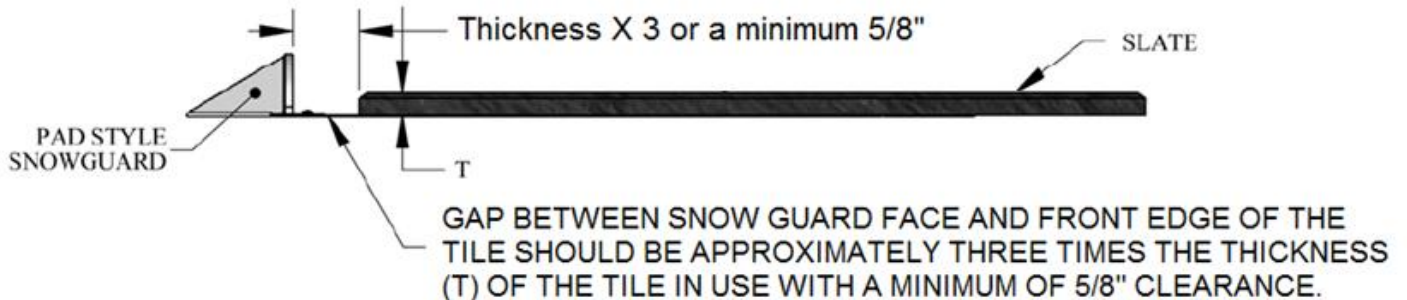 Thickness X 3 or a minimum 5/8"
SLATE
PAD STYLE
SNOWGUARD
T
GAP BETWEEN SNOW GUARD FACE AND FRONT EDGE OF THE
TILE SHOULD BE APPROXIMATELY THREE TIMES THE THICKNESS
(T) OF THE TILE IN USE WITH A MINIMUM OF 5/8" CLEARANCE.